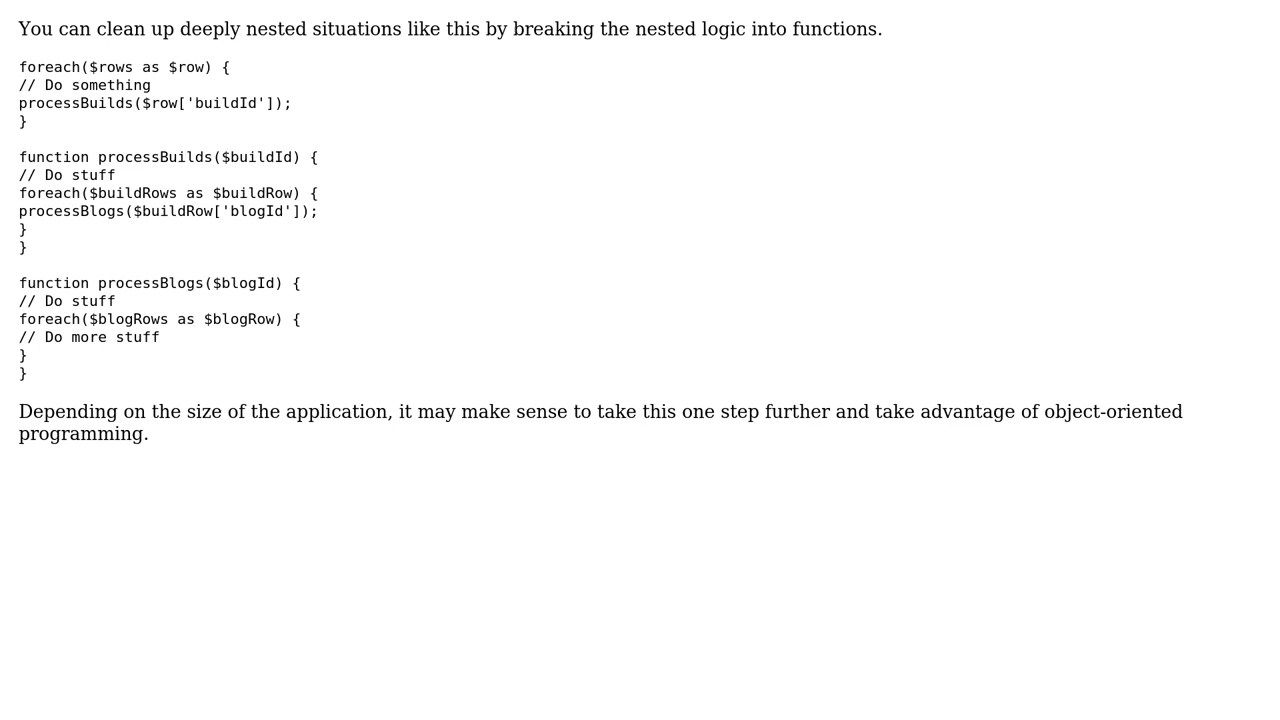 You can clean up deeply nested situations like this by breaking the nested logic into functions.
foreach($rows as $row) {
// Do something
processBuilds($row['buildId']);
}
function processBuilds($buildId) {
// Do stuff
foreach($buildRows as $buildRow) {
processBlogs($buildRow['blogId']);
}
}
function processBlogs($blogId) {
// Do stuff
foreach($blogRows as $blogRow) {
// Do more stuff
}
}
Depending on the size of the application, it may make sense to take this one step further and take advantage of object-oriented
programming.